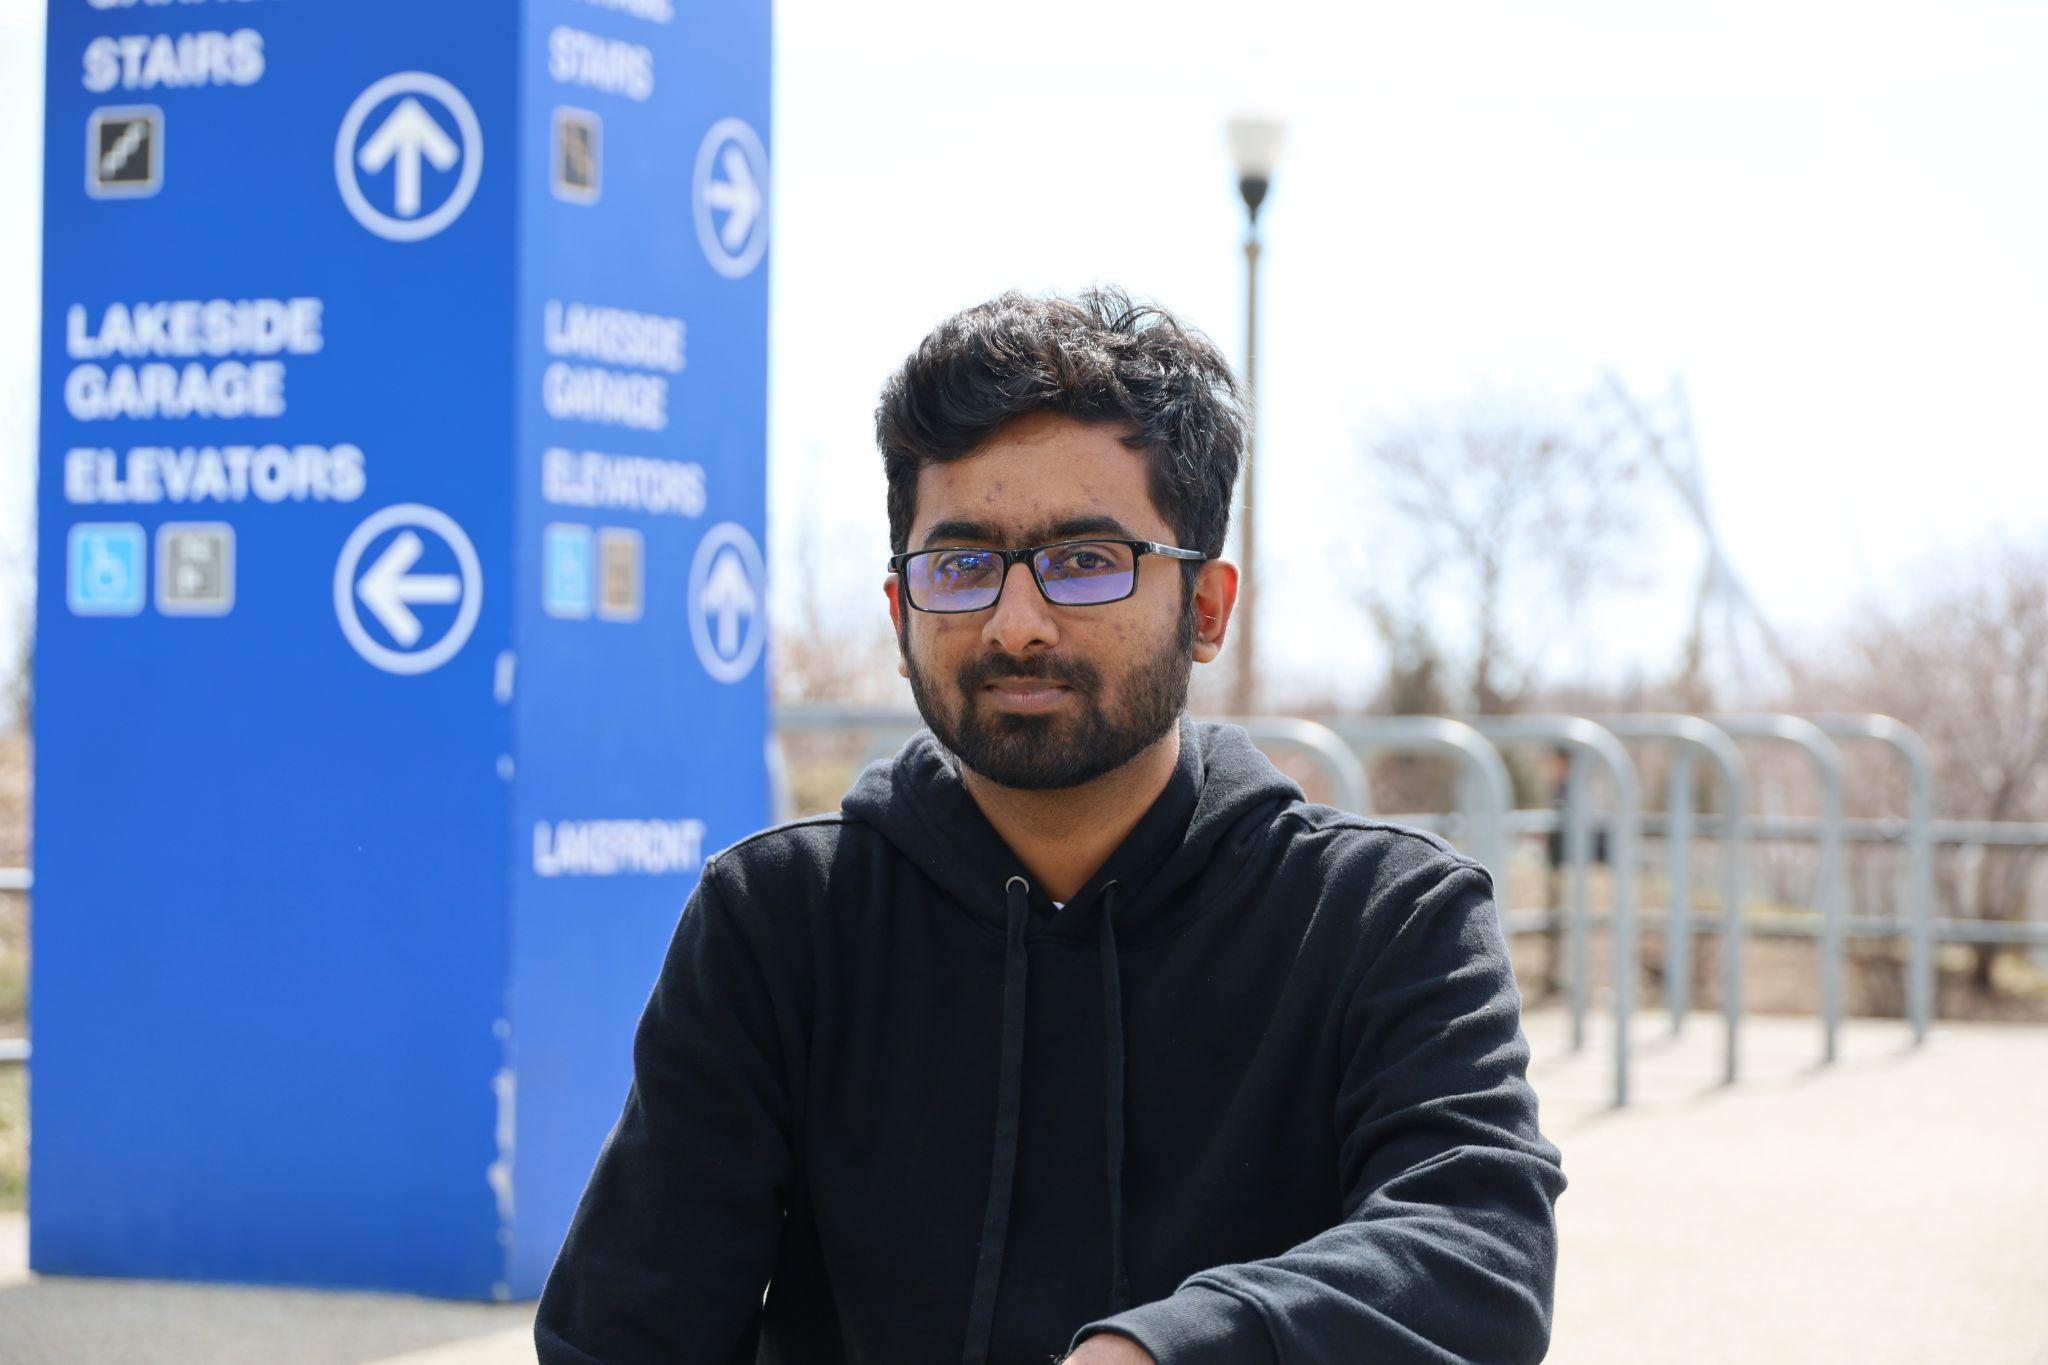 STAIRS
LAKESIDE
GARAGE
ELEVATORS
STAIRS
LAKESIDE
GARAGE
ELEVATORS
LAKEFRONT